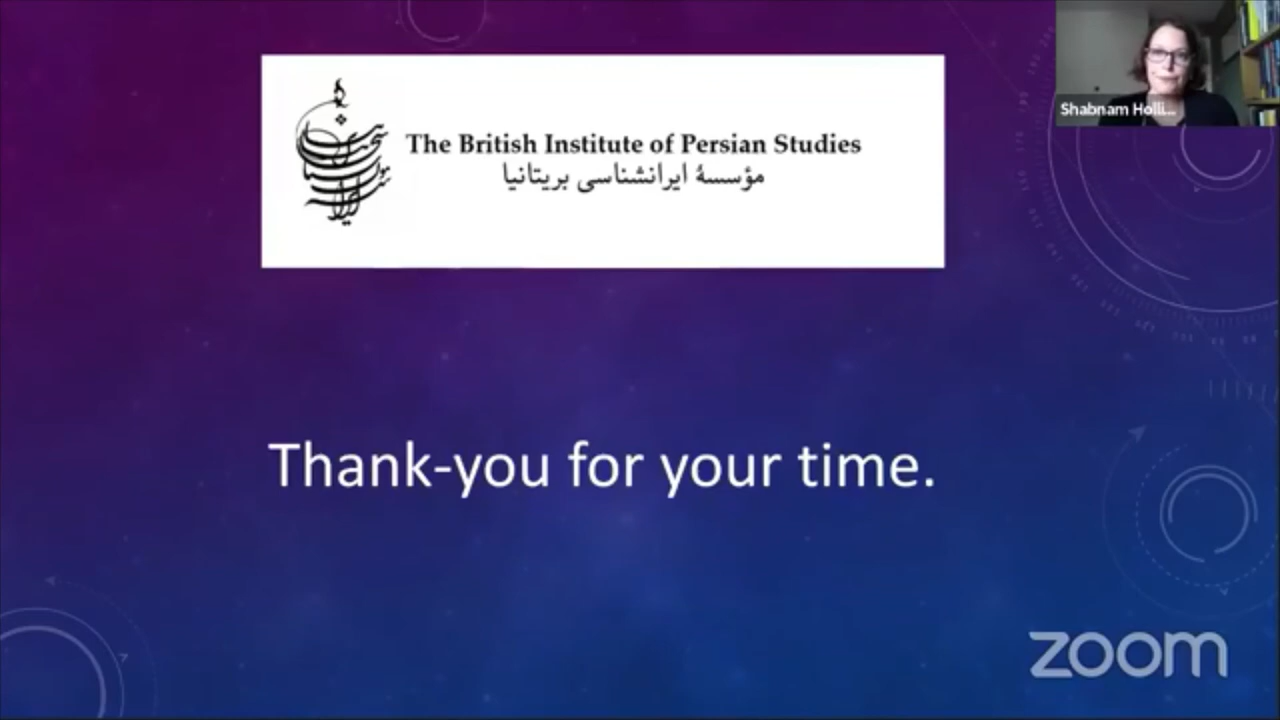 Shabnam Holli...
The British Institute of Persian Studies
مؤسسهٔ ایرانشناسی بریتانیا
Thank-you for your time.
zoom